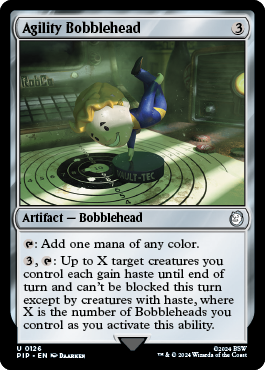 Agility Bobblehead 3
VAULT-TEC
Artifact — Bobblehead
: Add one mana of any color.
3, : Up to X target creatures you
control each gain haste until end of
turn and can't be blocked this turn
except by creatures with haste, where
X is the number of Bobbleheads you
control as you activate this ability.
U 0126
PIP • EN DAARKEN
©2024 BSW
™ & © 2024 Wizards of the Coast